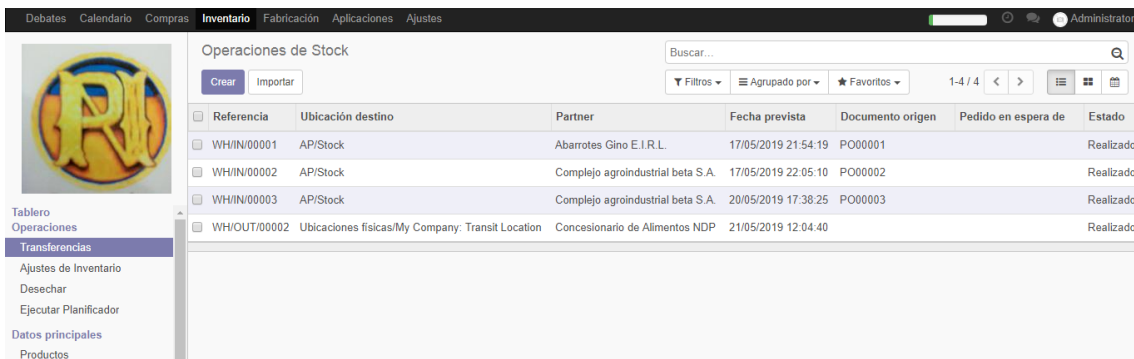 Debates Calendario Compras Inventario Fabricación Aplicaciones Ajustes Administrator
RI
Operaciones de Stock
Buscar...
Crear Importar
Filtros Agrupado por Favoritos 1-4 / 4
Referencia Ubicación destino Partner Fecha prevista Documento origen Pedido en espera de Estado
WH/IN/00001 AP/Stock Abarrotes Gino E.I.R.L. 17/05/2019 21:54:19 PO00001 Realizado
WH/IN/00002 AP/Stock Complejo agroindustrial beta S.A. 17/05/2019 22:05:10 PO00002 Realizado
WH/IN/00003 AP/Stock Complejo agroindustrial beta S.A. 20/05/2019 17:38:25 PO00003 Realizado
WH/OUT/00002 Ubicaciones físicas/My Company: Transit Location Concesionario de Alimentos NDP 21/05/2019 12:04:40 Realizado
Tablero
Operaciones
Transferencias
Ajustes de Inventario
Desechar
Ejecutar Planificador
Datos principales
Productos